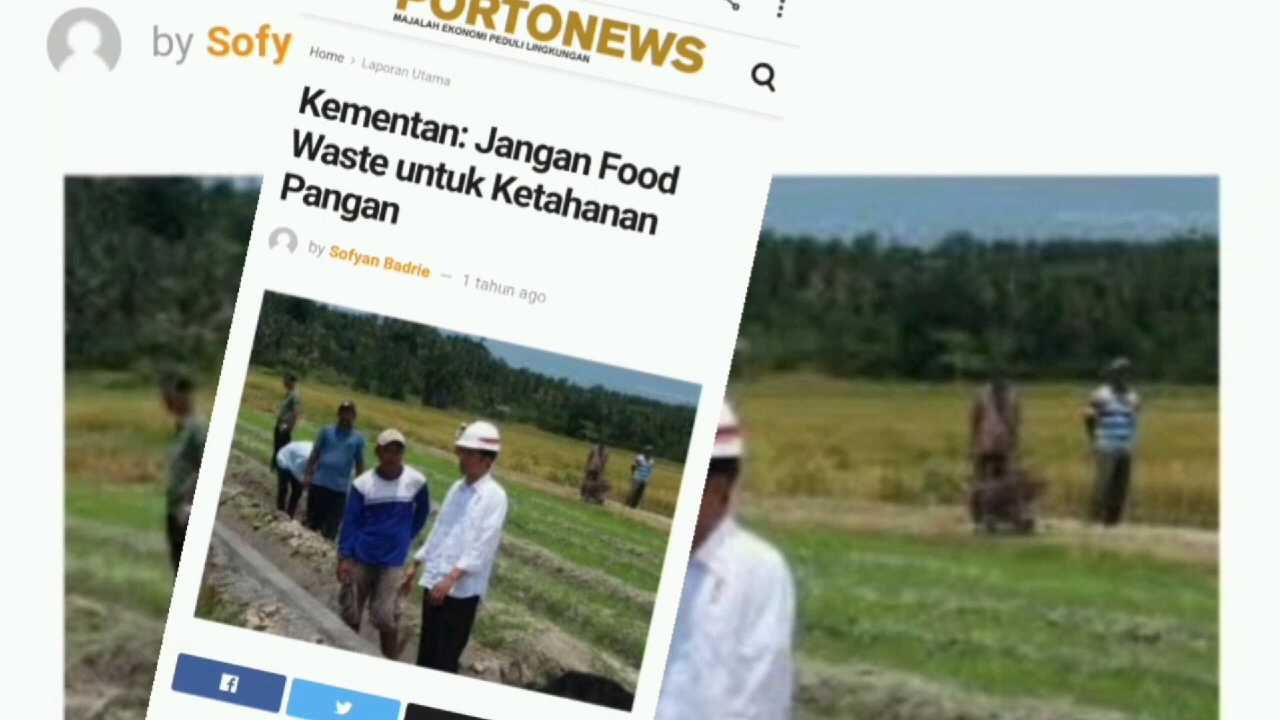 by Sofy
PORTONEWS
MAJALAH EKONOMI PEDULI LINGKUNGAN
Home > Laporan Utama
Kementan: Jangan Food
Waste untuk Ketahanan
Pangan
by Sofyan Badrie — 1 tahun ago